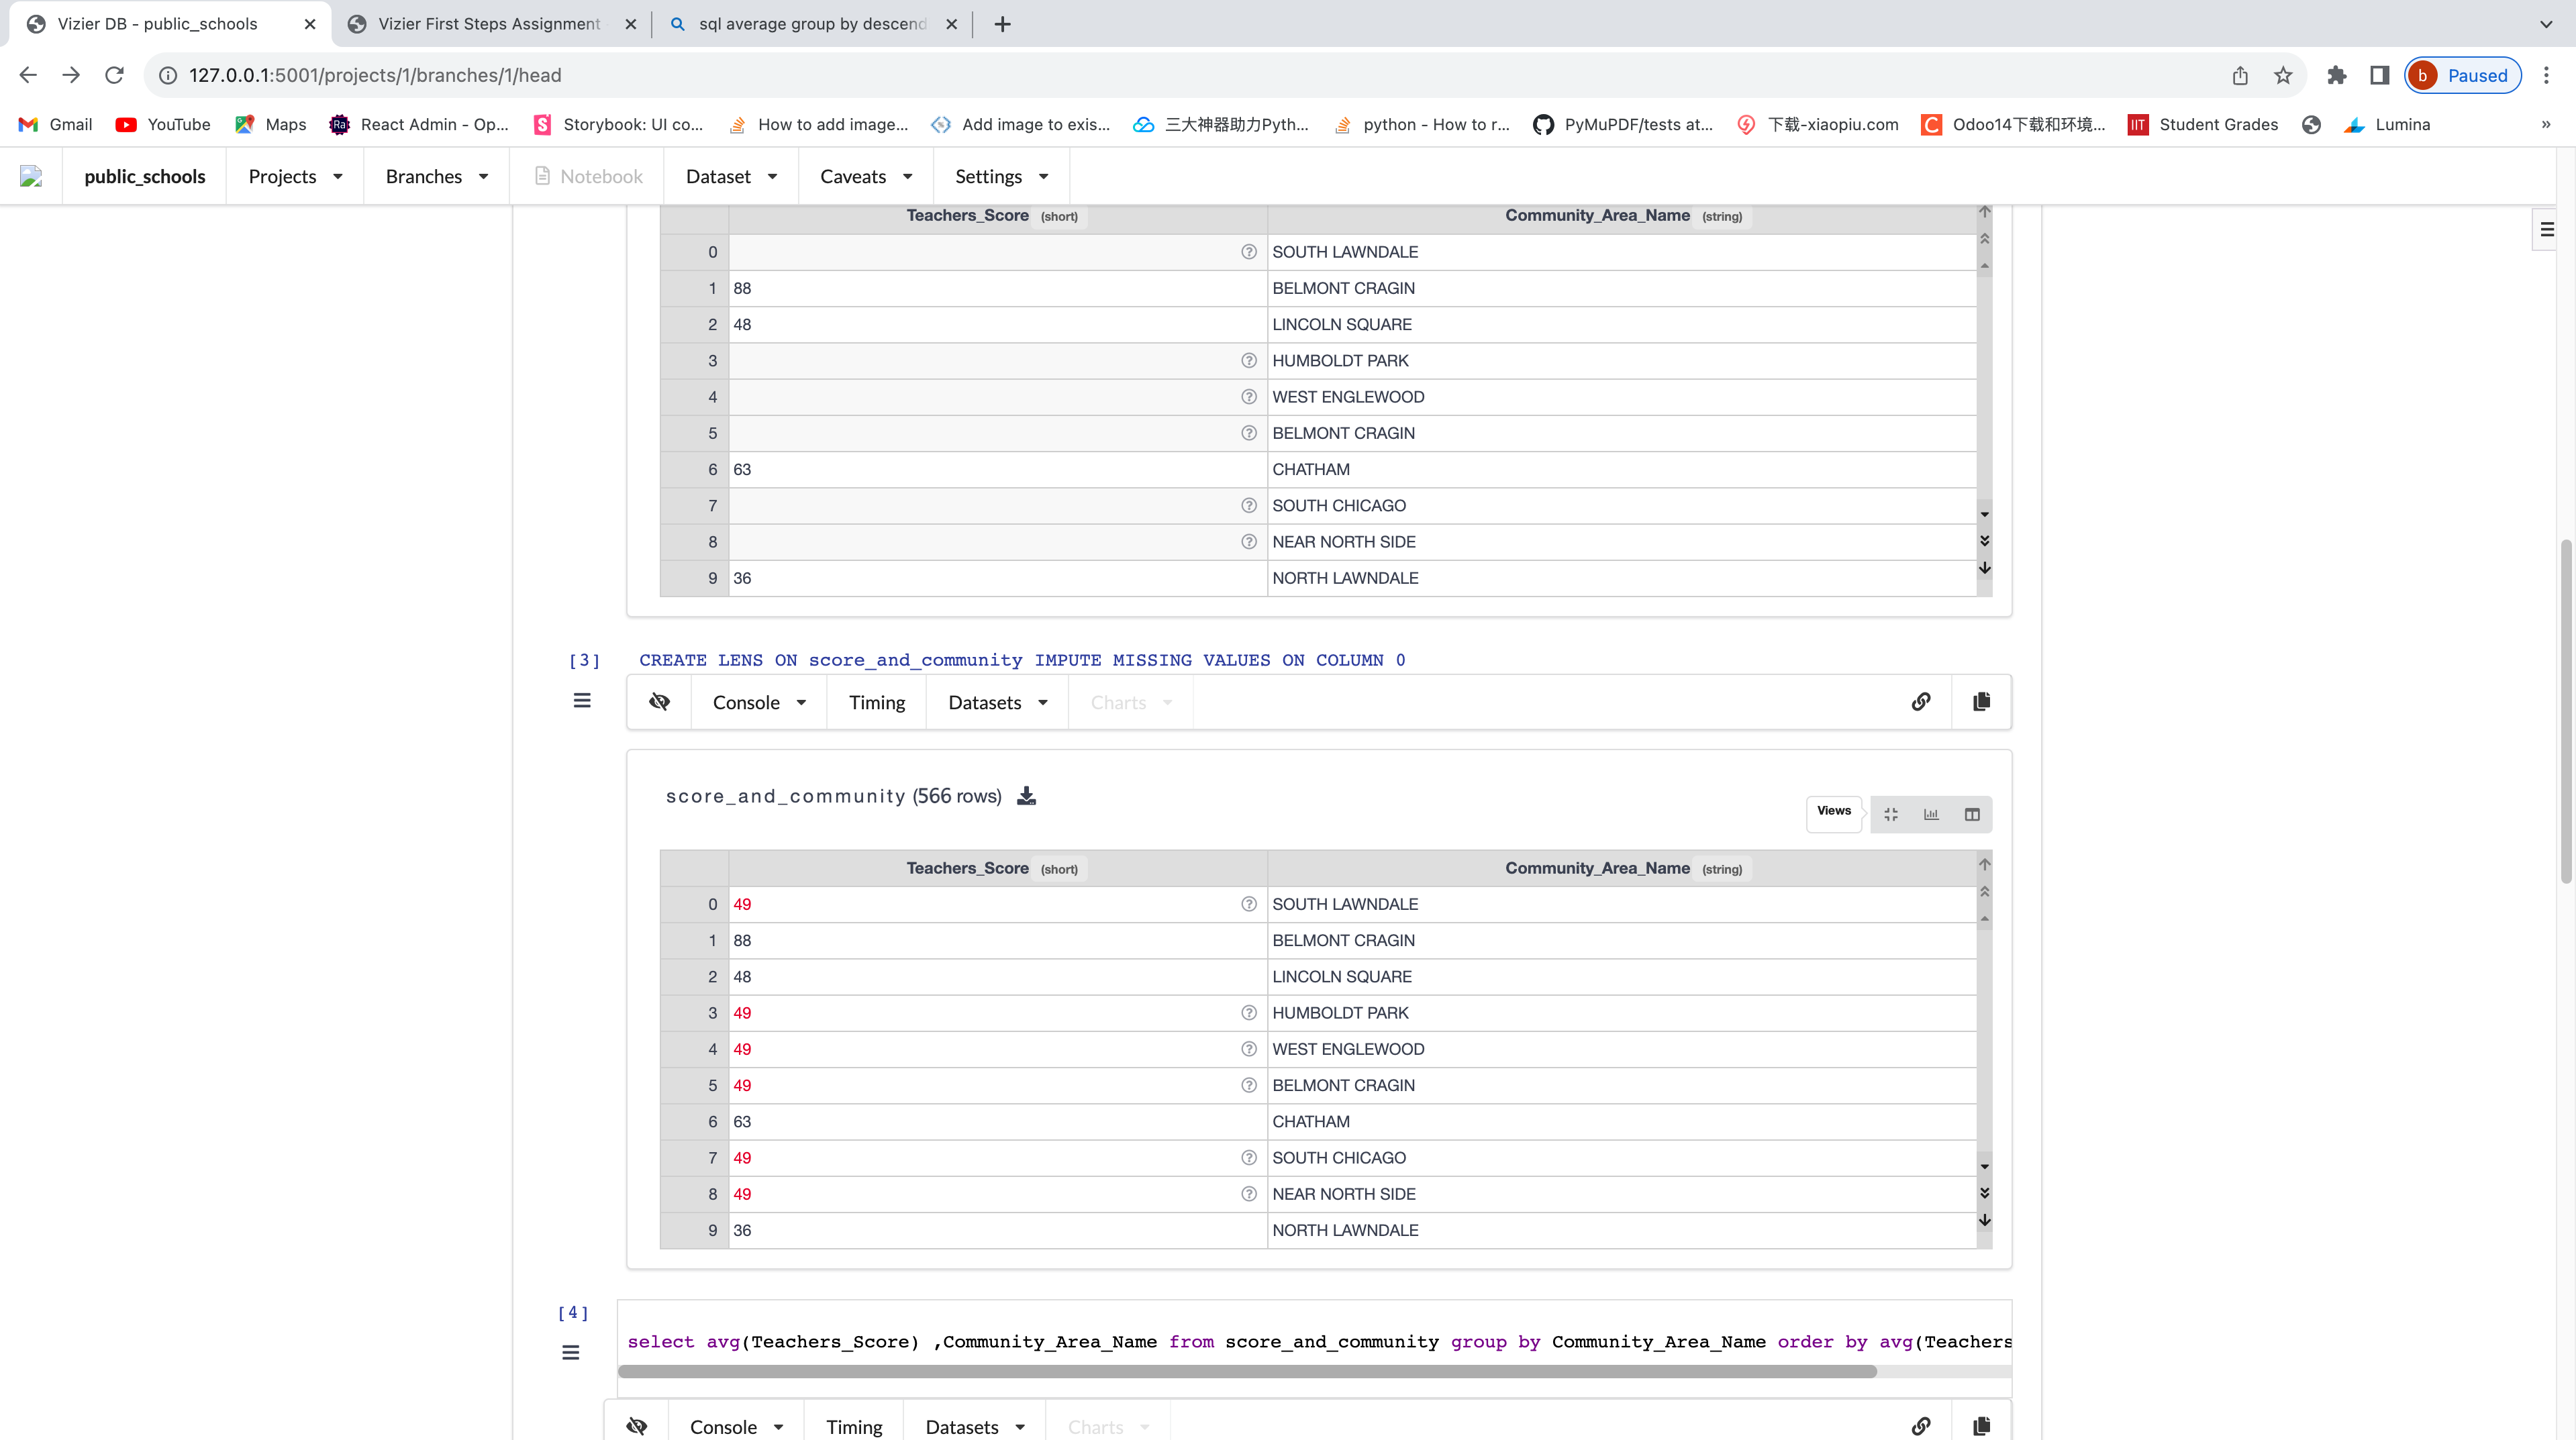 Vizier DB - public_schools
Vizier First Steps Assignment
sql average group by descend
127.0.0.1:5001/projects/1/branches/1/head
b Paused
Gmail YouTube Maps React Admin - Op... Storybook: UI co... How to add image... Add image to exis... 三大神器助力Pyth... python - How to r... PyMuPDF/tests at... 下载-xiaopiu.com Odoo14下载和环境... Student Grades Lumina »
public_schools Projects Branches Notebook Dataset Caveats Settings
Teachers_Score (short) Community_Area_Name (string)
0 SOUTH LAWNDALE
1 88 BELMONT CRAGIN
2 48 LINCOLN SQUARE
3 HUMBOLDT PARK
4 WEST ENGLEWOOD
5 BELMONT CRAGIN
6 63 CHATHAM
7 SOUTH CHICAGO
8 NEAR NORTH SIDE
9 36 NORTH LAWNDALE
[3] CREATE LENS ON score_and_community IMPUTE MISSING VALUES ON COLUMN 0
Console Timing Datasets Charts
score_and_community (566 rows)
Views
Teachers_Score (short) Community_Area_Name (string)
0 49 SOUTH LAWNDALE
1 88 BELMONT CRAGIN
2 48 LINCOLN SQUARE
3 49 HUMBOLDT PARK
4 49 WEST ENGLEWOOD
5 49 BELMONT CRAGIN
6 63 CHATHAM
7 49 SOUTH CHICAGO
8 49 NEAR NORTH SIDE
9 36 NORTH LAWNDALE
[4]
select avg(Teachers_Score) ,Community_Area_Name from score_and_community group by Community_Area_Name order by avg(Teachers
Console Timing Datasets Charts